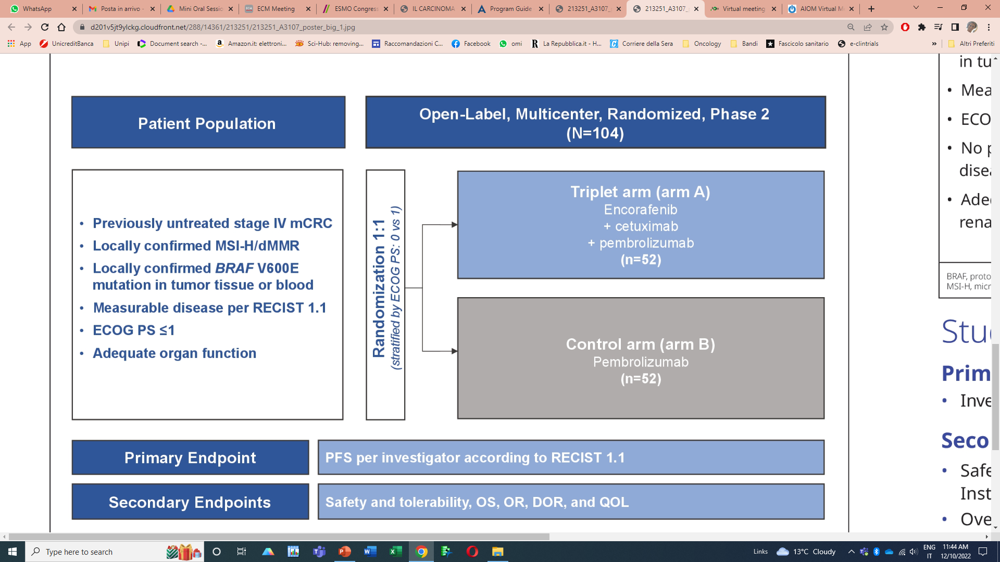 WhatsApp
Posta in arrivo -
Mini Oral Sessio
ECM Meeting
ESMO Congress
IL CARCINOMA
Program Guide
213251_A3107_
213251_A3107_
Virtual meeting
AIOM Virtual M
d201v5jt9ylckg.cloudfront.net/288/14361/213251/213251_A3107_poster_big_1.jpg
App
UnicreditBanca
Unipi
Document search -...
Amazon.it: elettroni...
Sci-Hub: removing...
Raccomandazioni C...
Facebook
omi
La Repubblica.it - H...
Corriere della Sera
Oncology
Bandi
Fascicolo sanitario
e-clintrials
»
Altri Preferiti
Patient Population
Open-Label, Multicenter, Randomized, Phase 2
(N=104)
• Previously untreated stage IV mCRC
• Locally confirmed MSI-H/dMMR
• Locally confirmed BRAF V600E
mutation in tumor tissue or blood
• Measurable disease per RECIST 1.1
• ECOG PS ≤1
• Adequate organ function
Randomization 1:1
(stratified by ECOG PS: 0 vs 1)
Triplet arm (arm A)
Encorafenib
+ cetuximab
+ pembrolizumab
(n=52)
Control arm (arm B)
Pembrolizumab
(n=52)
Primary Endpoint
PFS per investigator according to RECIST 1.1
Secondary Endpoints
Safety and tolerability, OS, OR, DOR, and QOL
in tu
• Mea
• ECO
• No p
disea
• Adec
rena
BRAF, proto
MSI-H, micr
Stu
Prim
• Inve
Seco
• Safe
Inst
• Ove
Type here to search
Links
13°C Cloudy
ENG
IT
11:44 AM
12/10/2022